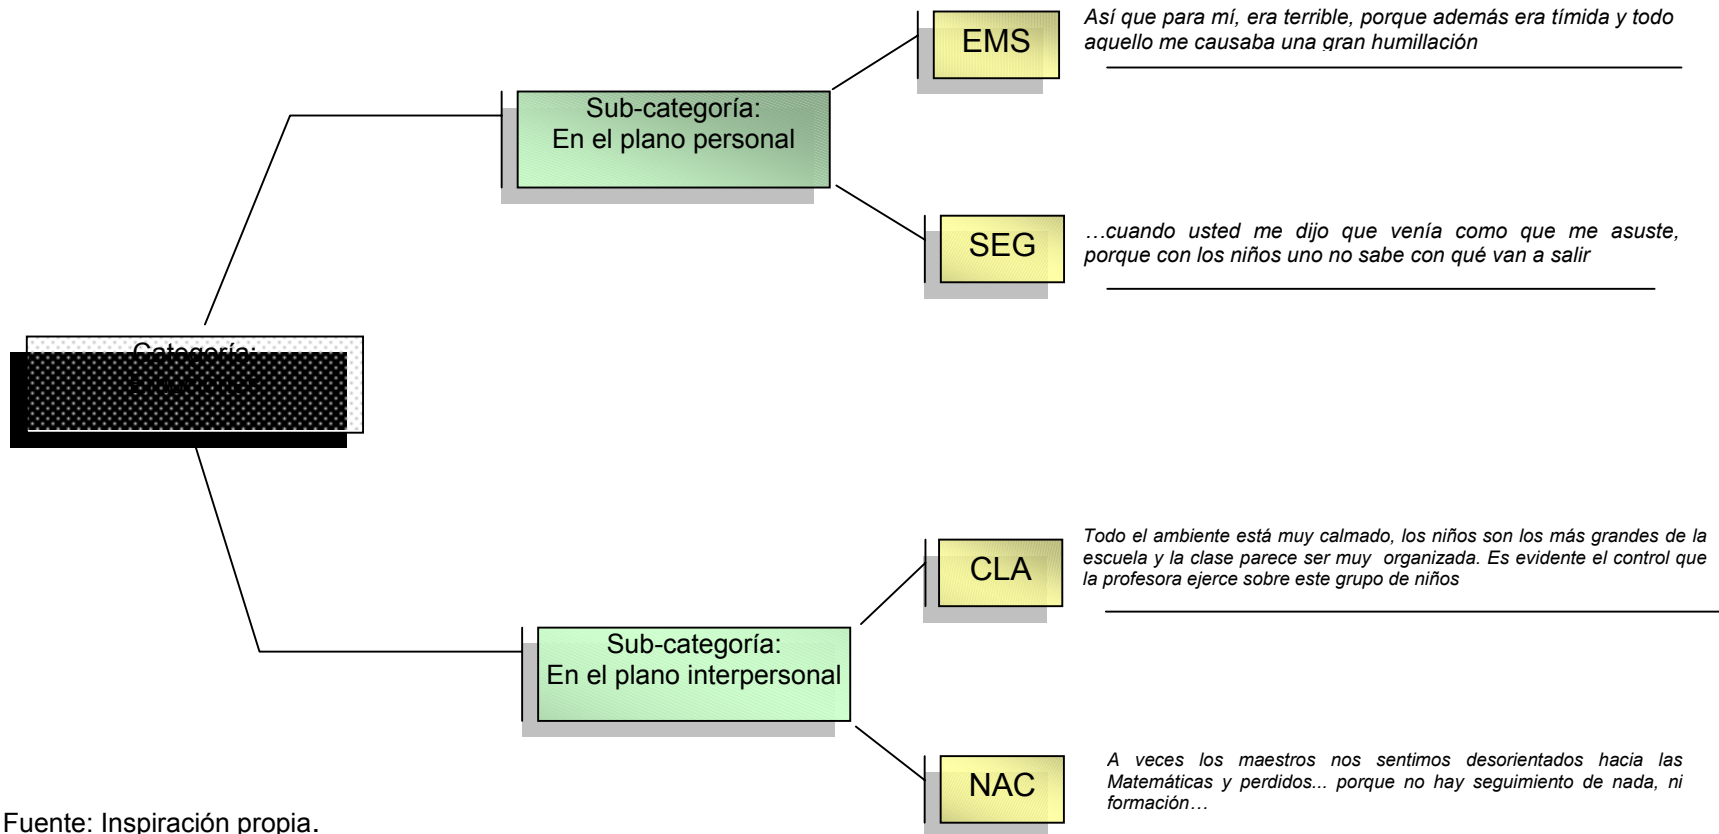 EMS
Así que para mí, era terrible, porque además era tímida y todo
aquello me causaba una gran humillación
Sub-categoría:
En el plano personal
SEG
…cuando usted me dijo que venía como que me asuste,
porque con los niños uno no sabe con qué van a salir
Categoría:
CLA
Todo el ambiente está muy calmado, los niños son los más grandes de la
escuela y la clase parece ser muy organizada. Es evidente el control que
la profesora ejerce sobre este grupo de niños
Sub-categoría:
En el plano interpersonal
NAC
A veces los maestros nos sentimos desorientados hacia las
Matemáticas y perdidos... porque no hay seguimiento de nada, ni
formación…
Fuente: Inspiración propia.